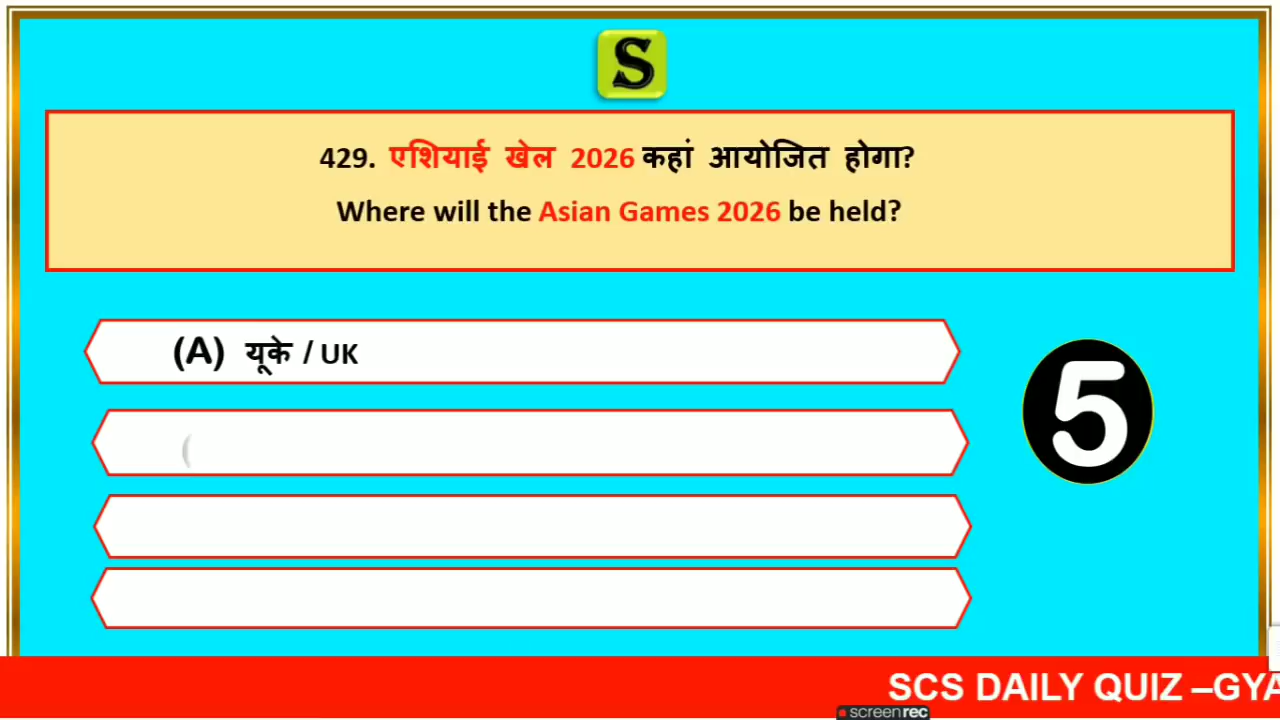 S
429. एशियाई खेल 2026 कहां आयोजित होगा?
Where will the Asian Games 2026 be held?
(A) यूके / UK
(
5
SCS DAILY QUIZ –GYA
screenrec